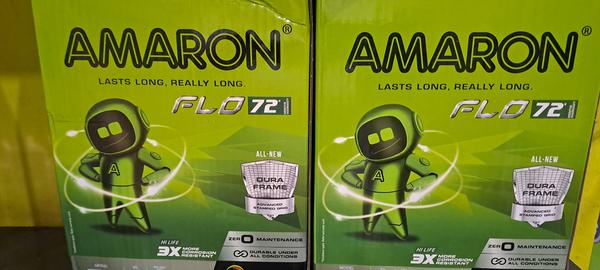 AMARON®
LASTS LONG, REALLY LONG.
FLO 72
A
ALL-NEW
DURA
FRAME
ADVANCED
STAMPED GRID
HI LIFE
3X MORE
CORROSION
RESISTANT
ZERO MAINTENANCE
DURABLE UNDER
ALL CONDITIONS
AMARON®
LASTS LONG, REALLY LONG.
FLO 72
A
ALL-NEW
DURA
FRAME
ADVANCED
STAMPED GRID
HI LIFE
3X MORE
CORROSION
RESISTANT
ZERO MAINTENANCE
DURABLE UNDER
ALL CONDITIONS